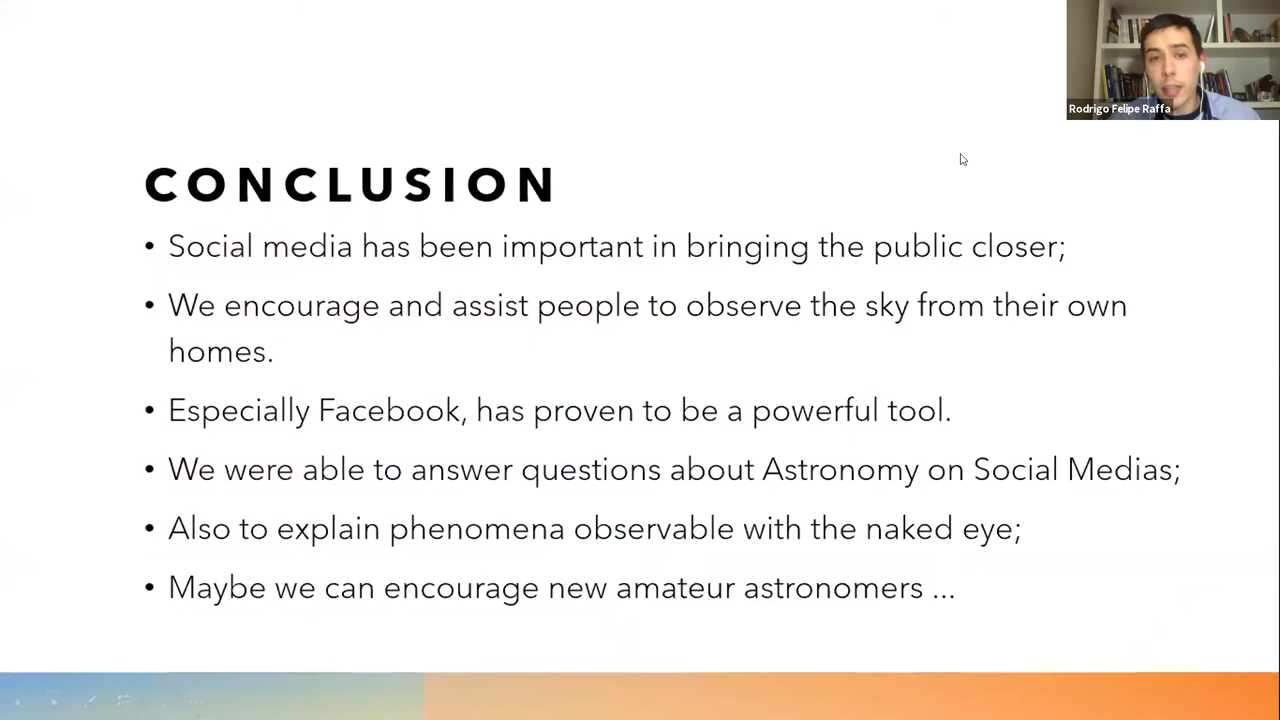 Rodrigo Felipe Raffa
CONCLUSION
• Social media has been important in bringing the public closer;
• We encourage and assist people to observe the sky from their own
homes.
• Especially Facebook, has proven to be a powerful tool.
• We were able to answer questions about Astronomy on Social Medias;
• Also to explain phenomena observable with the naked eye;
• Maybe we can encourage new amateur astronomers ...